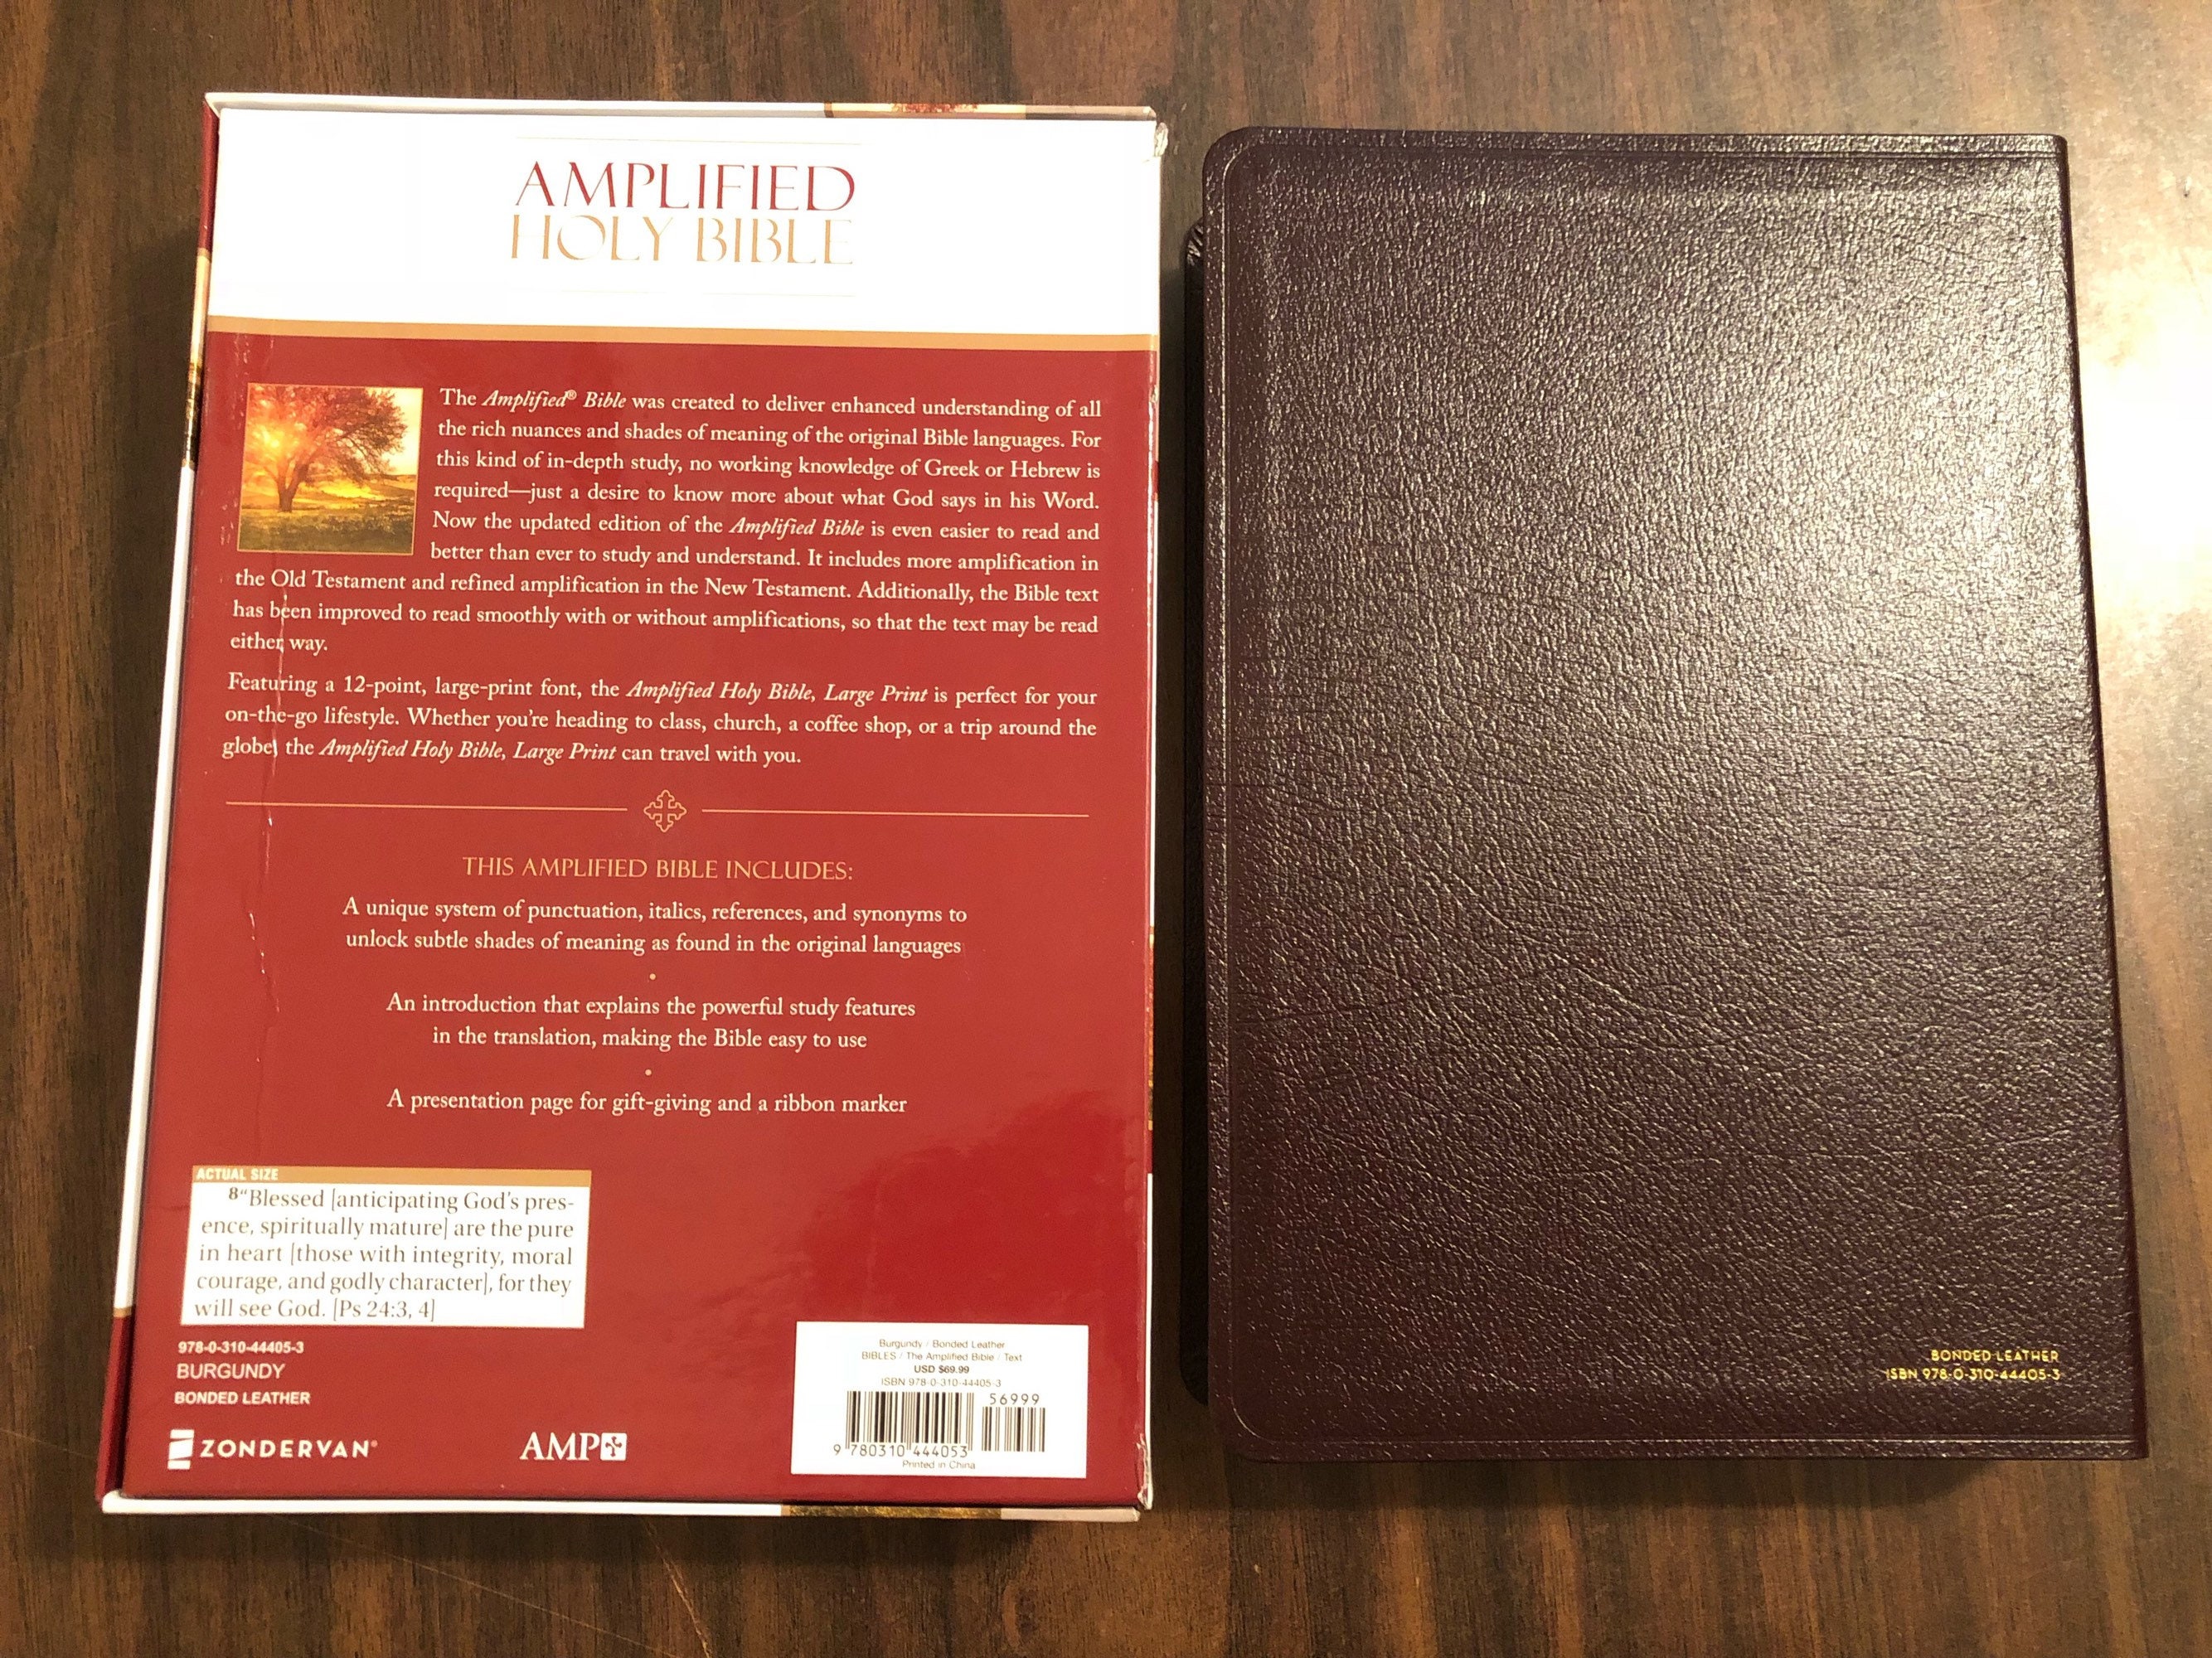 AMPLIFIED
HOLY BIBLE
The Amplified® Bible was created to deliver enhanced understanding of all
the rich nuances and shades of meaning of the original Bible languages. For
this kind of in-depth study, no working knowledge of Greek or Hebrew is
required—just a desire to know more about what God says in his Word.
Now the updated edition of the Amplified Bible is even easier to read and
better than ever to study and understand. It includes more amplification in
the Old Testament and refined amplification in the New Testament. Additionally, the Bible text
has been improved to read smoothly with or without amplifications, so that the text may be read
either way.
Featuring a 12-point, large-print font, the Amplified Holy Bible, Large Print is perfect for your
on-the-go lifestyle. Whether you're heading to class, church, a coffee shop, or a trip around the
globe, the Amplified Holy Bible, Large Print can travel with you.
THIS AMPLIFIED BIBLE INCLUDES:
A unique system of punctuation, italics, references, and synonyms to
unlock subtle shades of meaning as found in the original languages
•
An introduction that explains the powerful study features
in the translation, making the Bible easy to use
•
A presentation page for gift-giving and a ribbon marker
ACTUAL SIZE
8“Blessed [anticipating God's pres-
ence, spiritually mature] are the pure
in heart [those with integrity, moral
courage, and godly character], for they
will see God. [Ps 24:3, 4]
978-0-310-44405-3
BURGUNDY
BONDED LEATHER
ZONDERVAN®
AMP
Burgundy / Bonded Leather
BIBLES / The Amplified Bible / Text
USD $69.99
ISBN 978-0-310-44405-3
56999
9 780310 444053
Printed in China
BONDED LEATHER
ISBN 978-0-310-44405-3